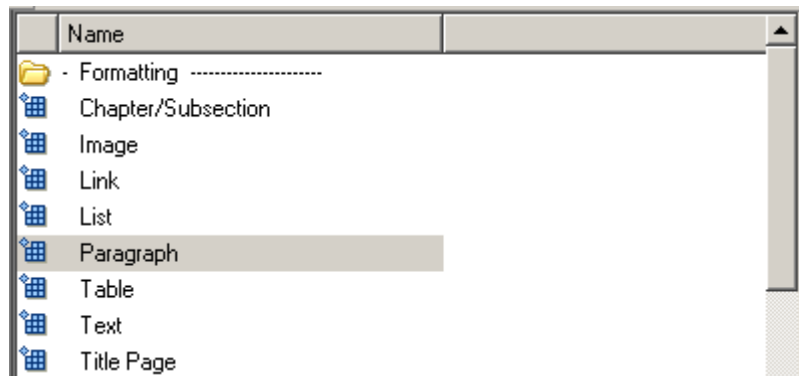 Name
- Formatting ----------------------
Chapter/Subsection
Image
Link
List
Paragraph
Table
Text
Title Page